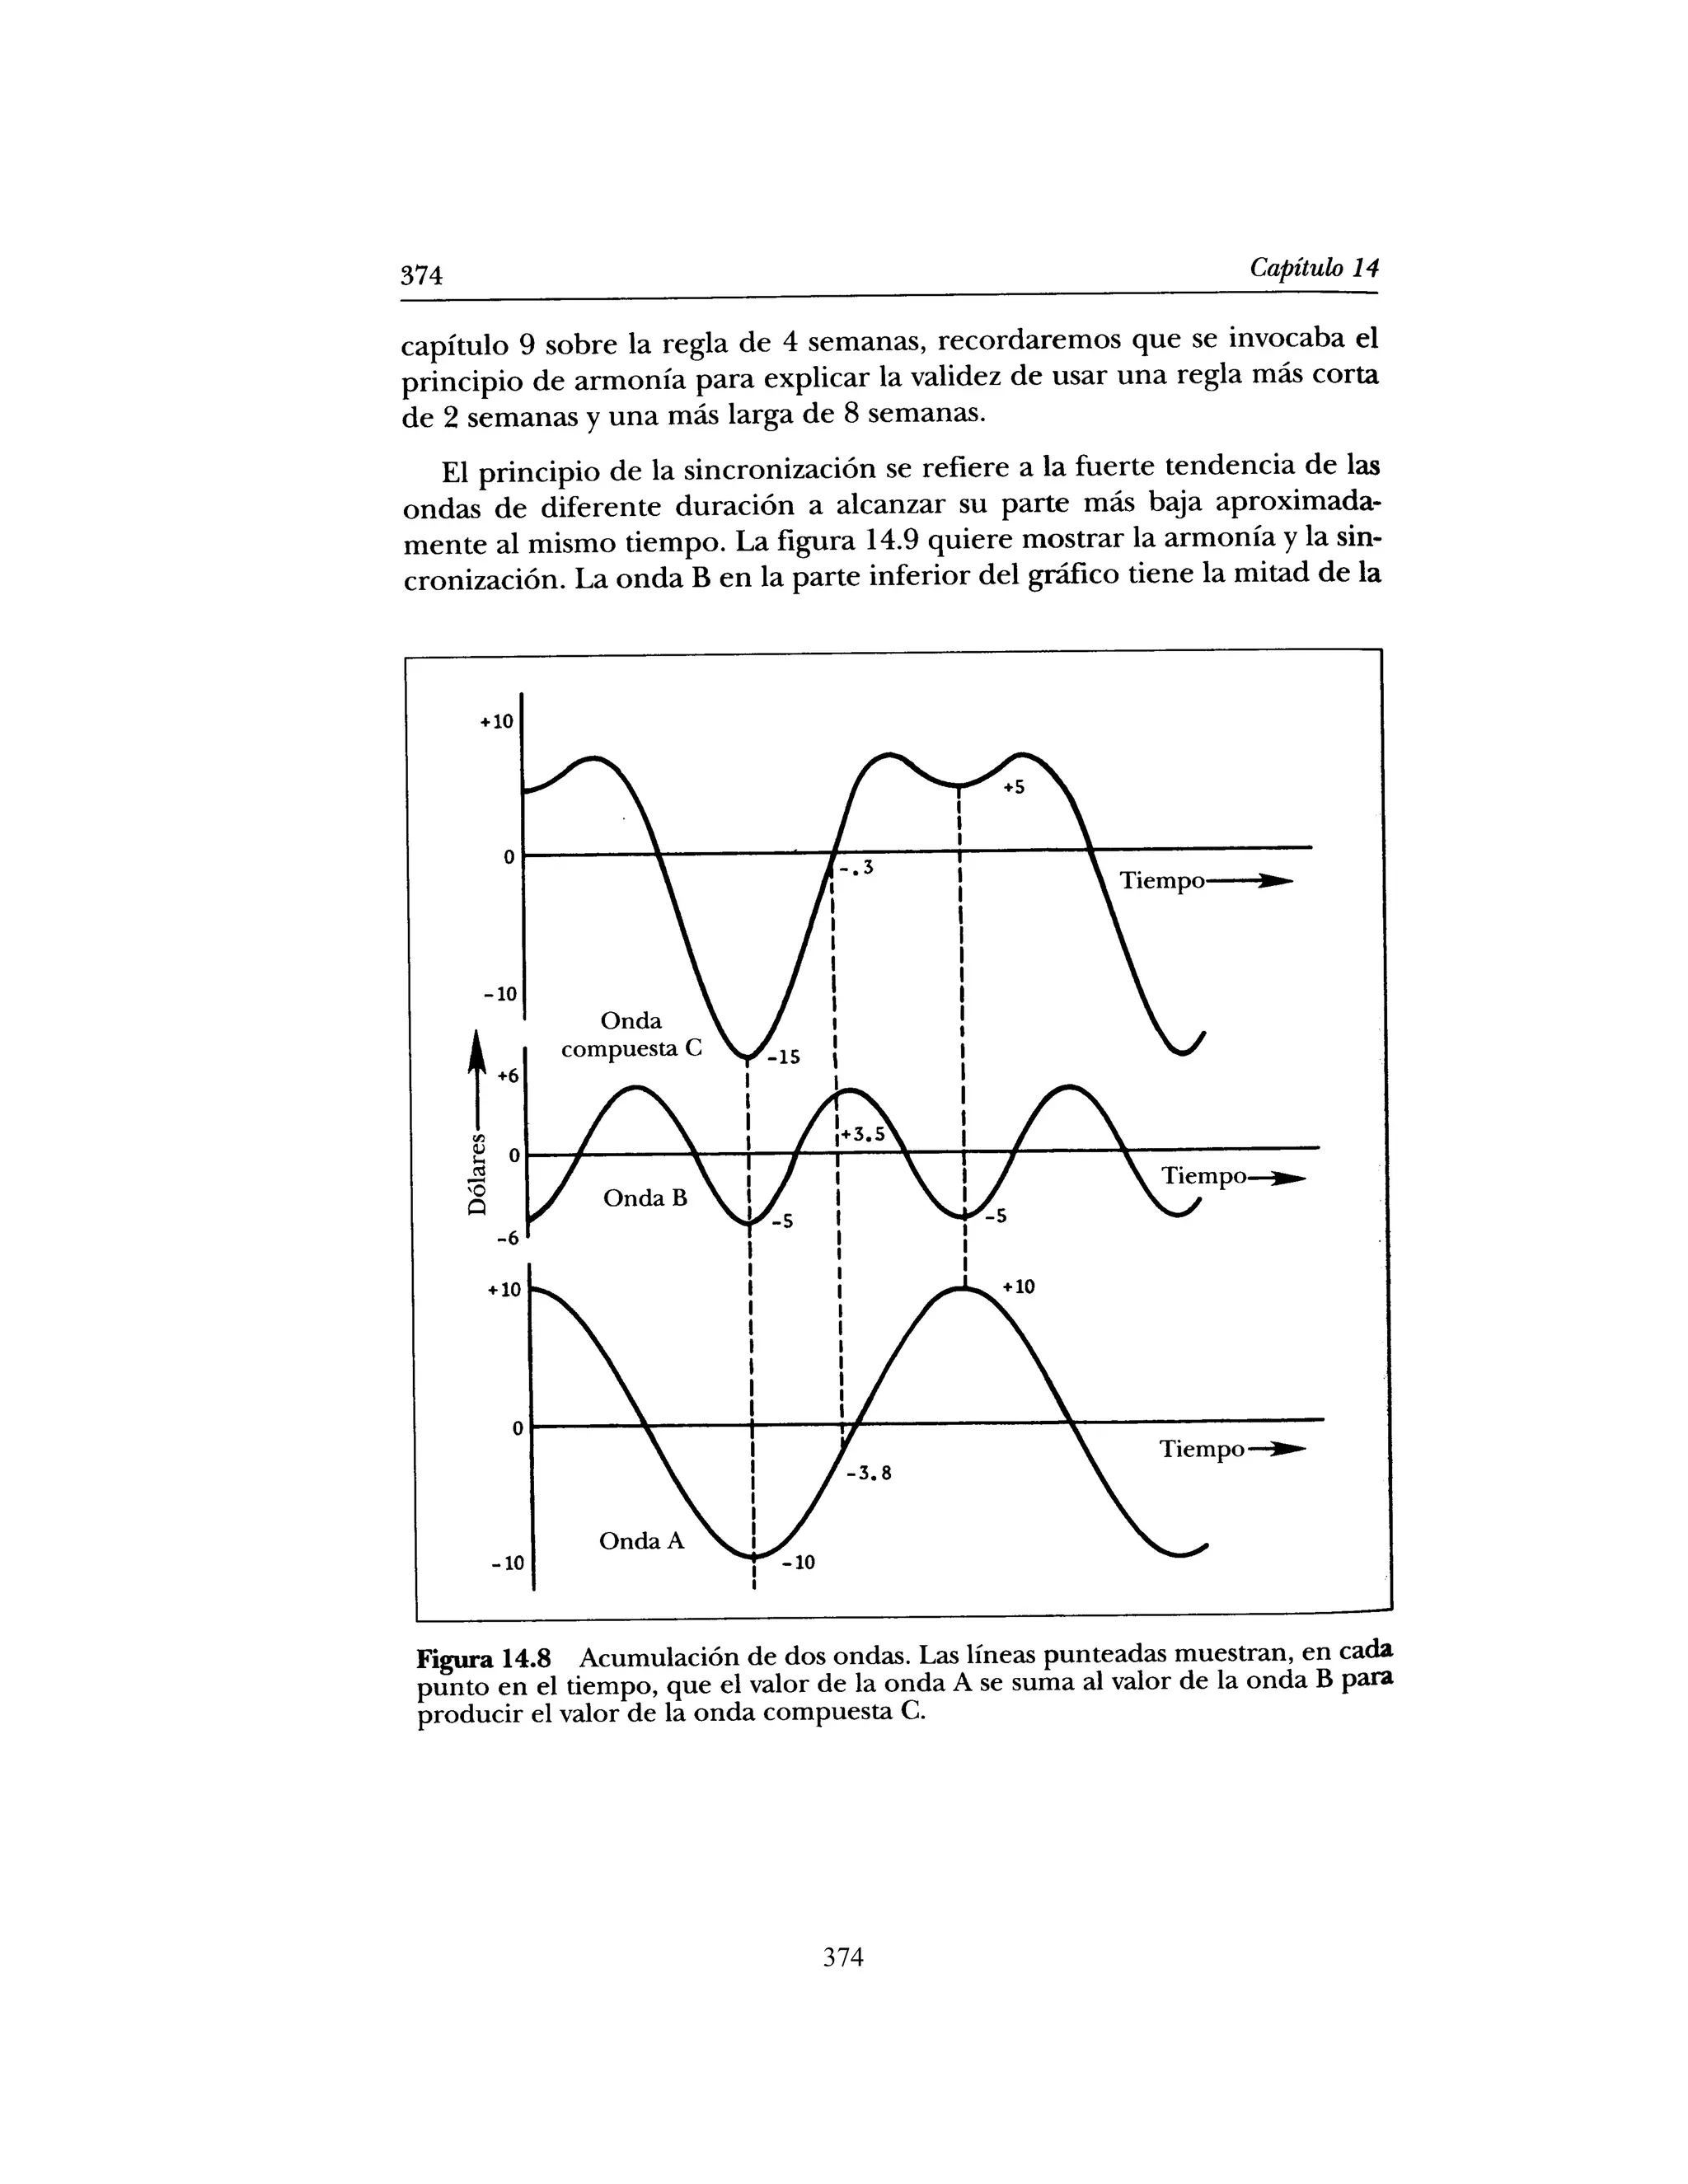 374
Capítulo 14
capítulo 9 sobre la regla de 4 semanas, recordaremos que se invocaba el
principio de armonía para explicar la validez de usar una regla más corta
de 2 semanas y una más larga de 8 semanas.
El principio de la sincronización se refiere a la fuerte tendencia de las
ondas de diferente duración a alcanzar su parte más baja aproximada-
mente al mismo tiempo. La figura 14.9 quiere mostrar la armonía y la sin-
cronización. La onda B en la parte inferior del gráfico tiene la mitad de la
+10
+5
0
-.3
Tiempo
-10
Onda
compuesta C
-15
+6
+3.5
0
Dólares
Tiempo
Onda B
-5
-5
-6
+10
+10
0
Tiempo
-3.8
Onda A
-10
-10
Figura 14.8 Acumulación de dos ondas. Las líneas punteadas muestran, en cada
punto en el tiempo, que el valor de la onda A se suma al valor de la onda B para
producir el valor de la onda compuesta C.
374